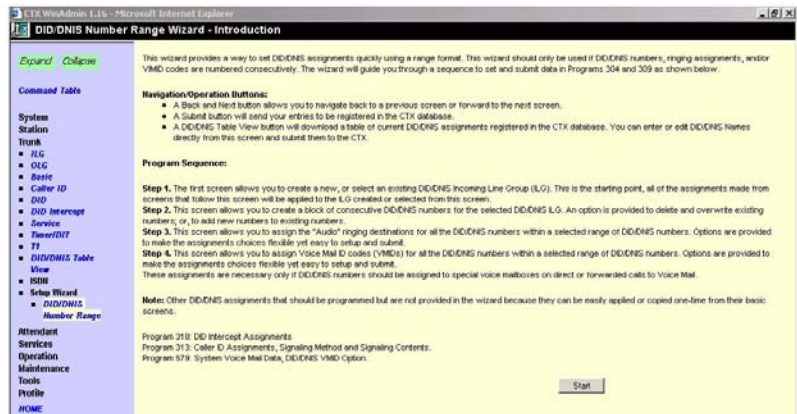 CTX WinAdmin 1.16 - Microsoft Internet Explorer
DID/DNIS Number Range Wizard - Introduction
Expand Collapse
Command Table
System
Station
Trunk
ILG
OLG
Basic
Caller ID
DID
DID Intercept
Service
Timer/DIT
T1
DID/DNIS Table
View
ISDN
Setup Wizard
DID/DNIS
Number Range
Attendant
Services
Operation
Maintenance
Tools
Profile
HOME
This wizard provides a way to set DID/DNIS assignments quickly using a range format. This wizard should only be used if DID/DNIS numbers, ringing assignments, and/or
VMID codes are numbered consecutively. The wizard will guide you through a sequence to set and submit data in Programs 304 and 309 as shown below.
Navigation/Operation Buttons:
• A Back and Next button allows you to navigate back to a previous screen or forward to the next screen.
• A Submit button will send your entries to be registered in the CTX database.
• A DID/DNIS Table View button will download a table of current DID/DNIS assignments registered in the CTX database. You can enter or edit DID/DNIS Names
directly from this screen and submit them to the CTX.
Program Sequence:
Step 1. The first screen allows you to create a new, or select an existing DID/DNIS Incoming Line Group (ILG). This is the starting point, all of the assignments made from
screens that follow this screen will be applied to the ILG created or selected from this screen.
Step 2. This screen allows you to create a block of consecutive DID/DNIS numbers for the selected DID/DNIS ILG. An option is provided to delete and overwrite existing
numbers; or, to add new numbers to existing numbers.
Step 3. This screen allows you to assign the "Audio" ringing destinations for all the DID/DNIS numbers within a selected range of DID/DNIS numbers. Options are provided
to make the assignments choices flexible yet easy to setup and submit.
Step 4. This screen allows you to assign Voice Mail ID codes (VMIDs) for all the DID/DNIS numbers within a selected range of DID/DNIS numbers. Options are provided to
make the assignments choices flexible yet easy to setup and submit.
These assignments are necessary only if DID/DNIS numbers should be assigned to special voice mailboxes on direct or forwarded calls to Voice Mail.
Note: Other DID/DNIS assignments that should be programmed but are not provided in the wizard because they can be easily applied or copied one-time from their basic
screens.
Program 318: DID Intercept Assignments
Program 313: Caller ID Assignments, Signaling Method and Signaling Contents.
Program 579: System Voice Mail Data, DID/DNIS VMID Option.
Start